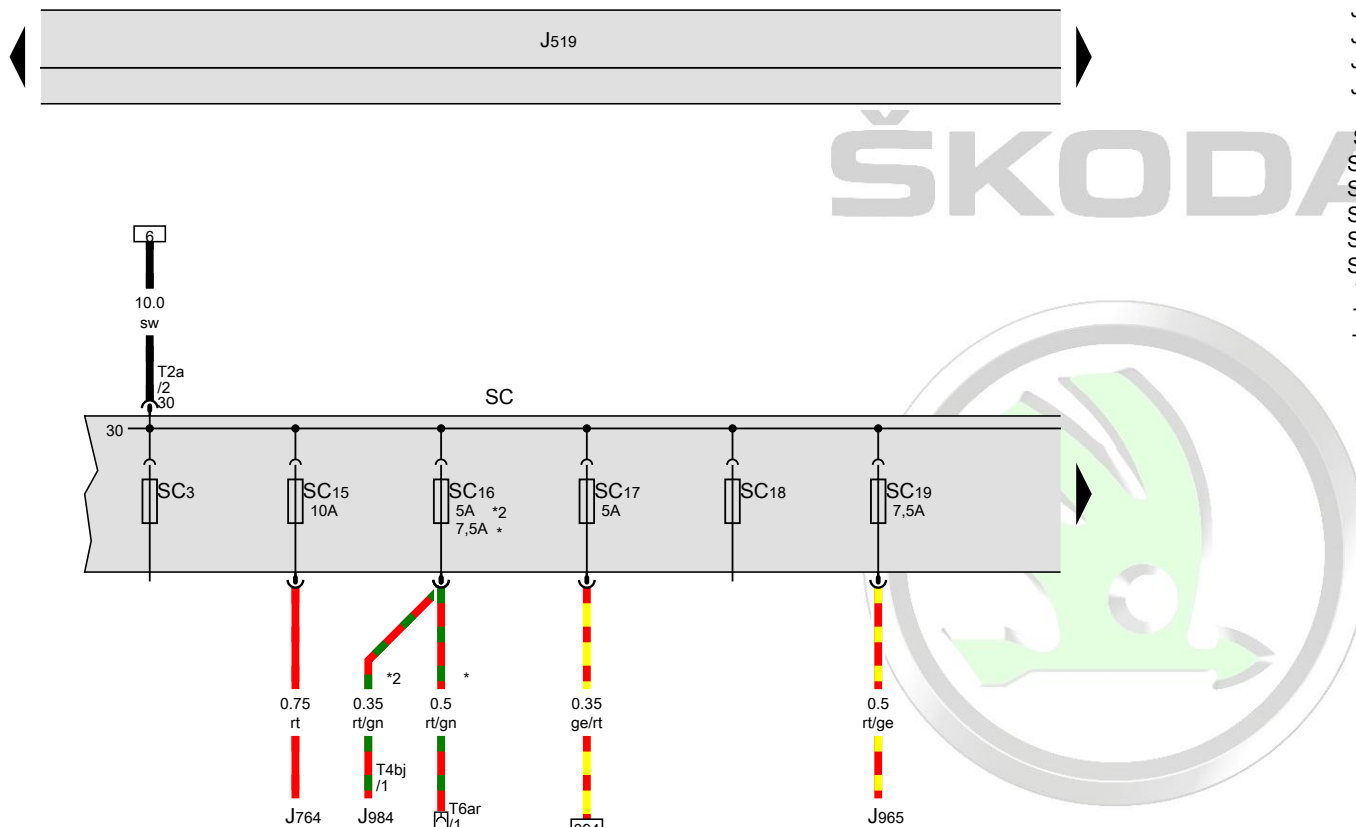 J519
ŠKODA
6
10.0
sw
T2a
/2
30
SC
30
SC3
SC15
10A
SC16
5A *2
7,5A *
SC17
5A
SC18
SC19
7,5A
*2
*
0.75
rt
0.35
rt/gn
0.5
rt/gn
0.35
ge/rt
0.5
rt/ge
T4bj
/1
T6ar
/1
J764
J984
J965